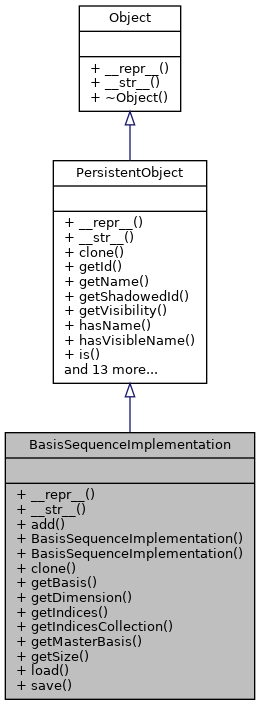 Object
+ __repr__()
+ __str__()
+ ~Object()
PersistentObject
+ __repr__()
+ __str__()
+ clone()
+ getId()
+ getName()
+ getShadowedId()
+ getVisibility()
+ hasName()
+ hasVisibleName()
+ is()
and 13 more...
BasisSequenceImplementation
+ __repr__()
+ __str__()
+ add()
+ BasisSequenceImplementation()
+ BasisSequenceImplementation()
+ clone()
+ getBasis()
+ getDimension()
+ getIndices()
+ getIndicesCollection()
+ getMasterBasis()
+ getSize()
+ load()
+ save()